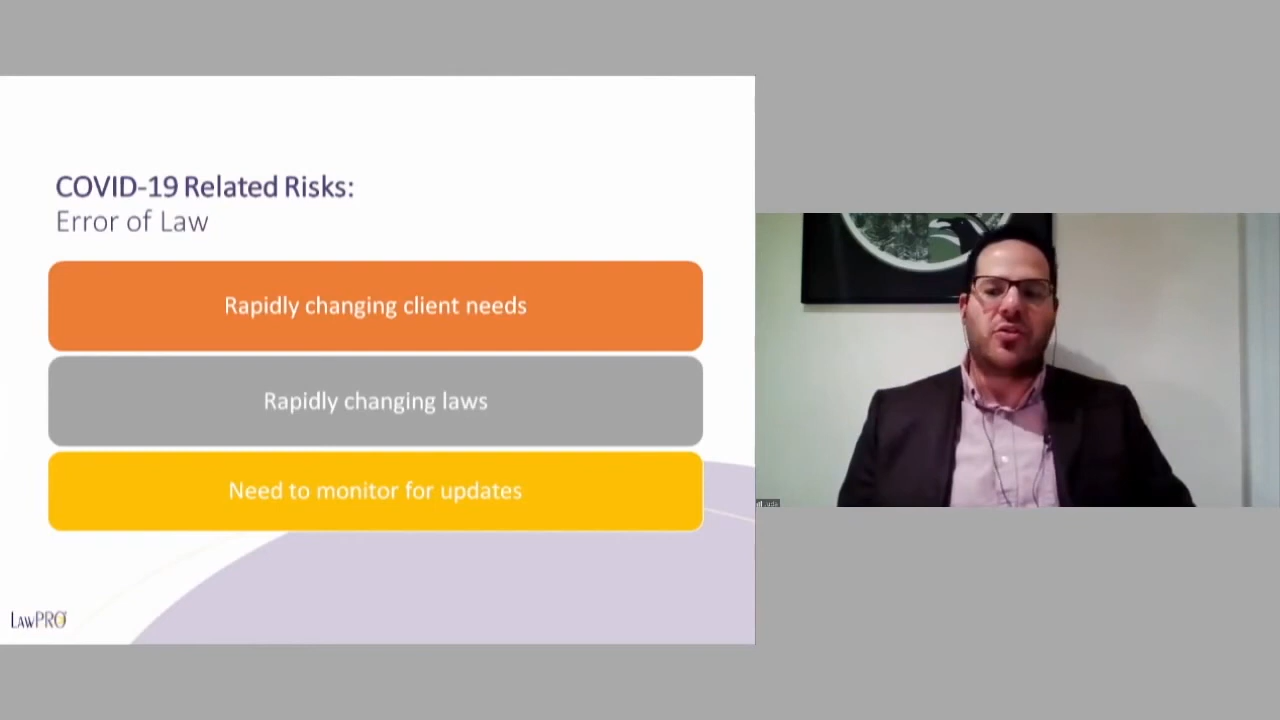 COVID-19 Related Risks:
Error of Law
Rapidly changing client needs
Rapidly changing laws
Need to monitor for updates
LAWPRO